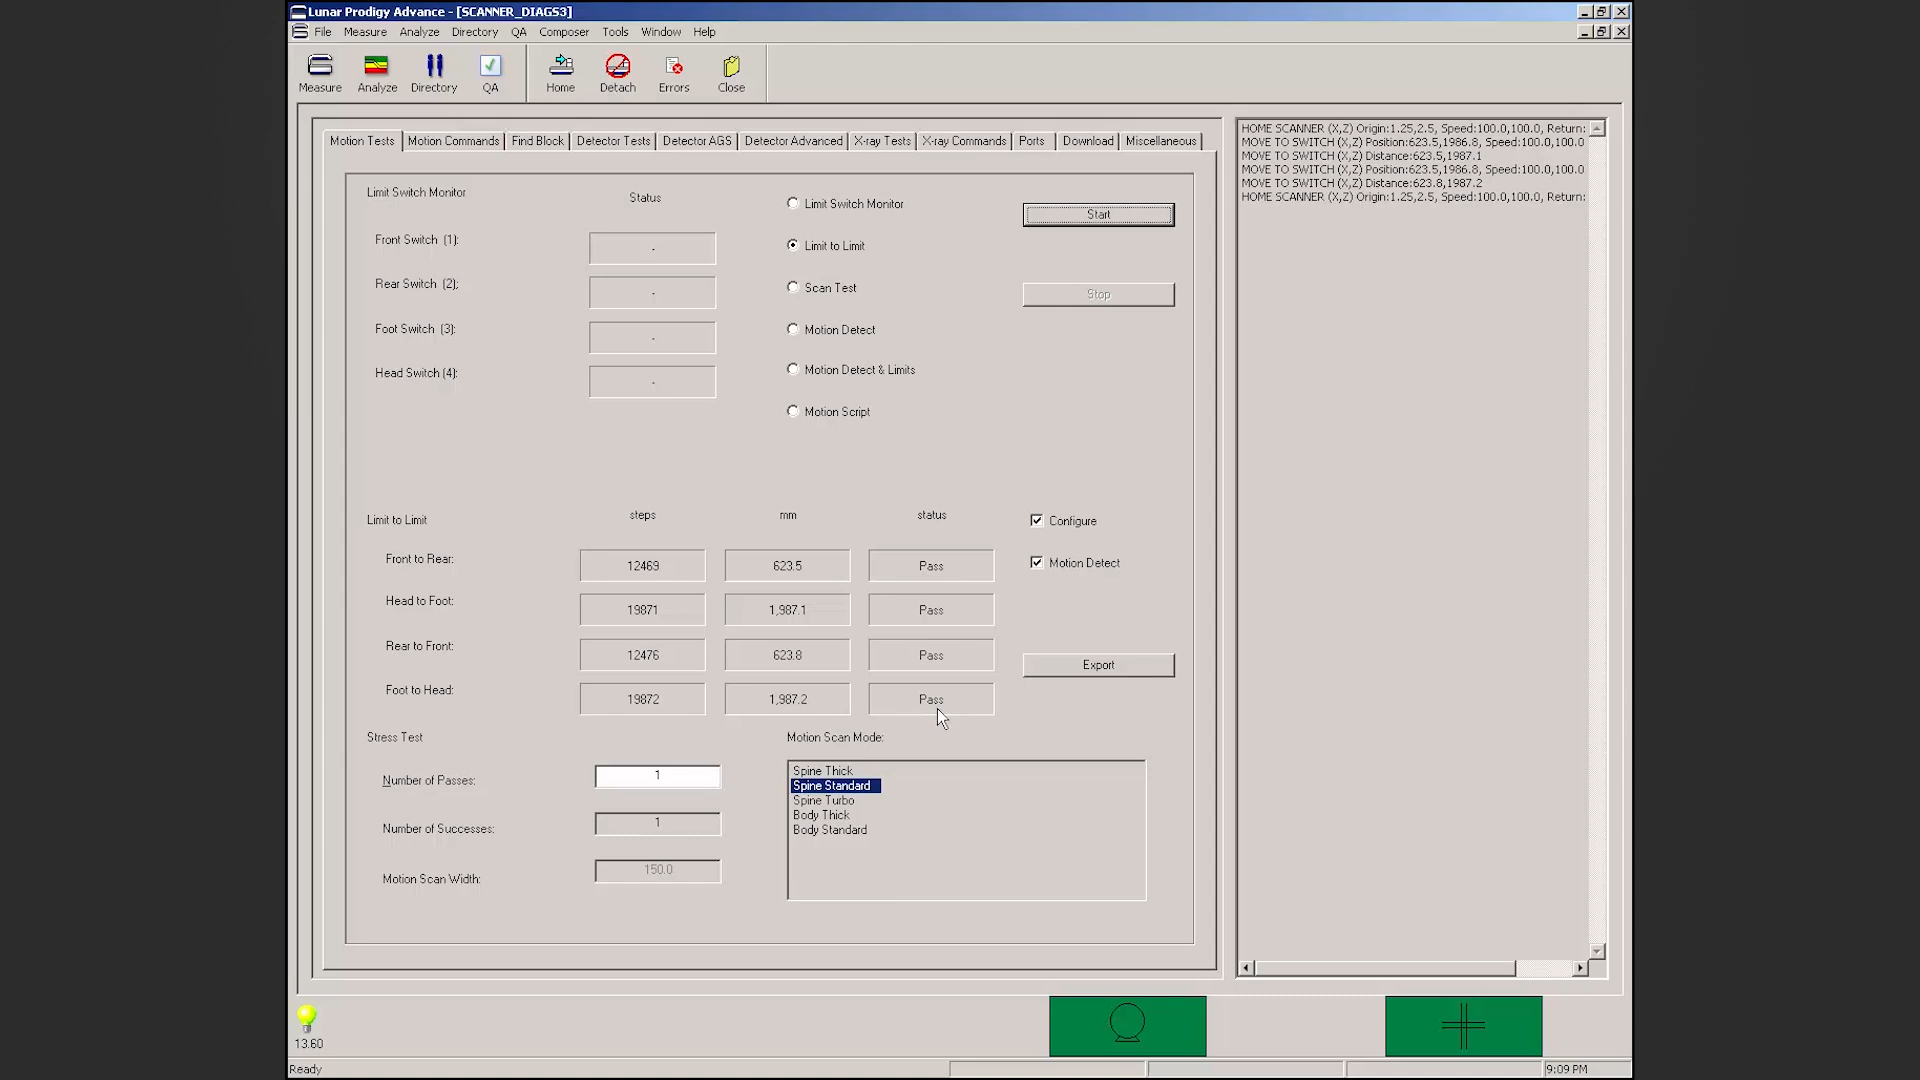 Lunar Prodigy Advance - [SCANNER_DIAGS3]
File Measure Analyze Directory QA Composer Tools Window Help
Measure Analyze Directory QA Home Detach Errors Close
Motion Tests Motion Commands Find Block Detector Tests Detector AGS Detector Advanced X-ray Tests X-ray Commands Ports Download Miscellaneous
Limit Switch Monitor
Status
Front Switch (1): -
Rear Switch (2); -
Foot Switch (3): -
Head Switch (4): -
Limit Switch Monitor
Limit to Limit
Scan Test
Motion Detect
Motion Detect & Limits
Motion Script
Start
Stop
Limit to Limit
steps mm status
Front to Rear: 12469 623.5 Pass
Head to Foot: 19871 1,987.1 Pass
Rear to Front: 12476 623.8 Pass
Foot to Head: 19872 1,987.2 Pass
Configure
Motion Detect
Export
Stress Test
Number of Passes: 1
Number of Successes: 1
Motion Scan Width: 150.0
Motion Scan Mode:
Spine Thick
Spine Standard
Spine Turbo
Body Thick
Body Standard
HOME SCANNER (X,Z) Origin:1.25,2.5, Speed:100.0,100.0, Return:
MOVE TO SWITCH (X,Z) Position:623.5,1986.8, Speed:100.0,100.0
MOVE TO SWITCH (X,Z) Distance:623.5,1987.1
MOVE TO SWITCH (X,Z) Position:623.5,1986.8, Speed:100.0,100.0
MOVE TO SWITCH (X,Z) Distance:623.8,1987.2
HOME SCANNER (X,Z) Origin:1.25,2.5, Speed:100.0,100.0, Return:
13.60
Ready
9:09 PM